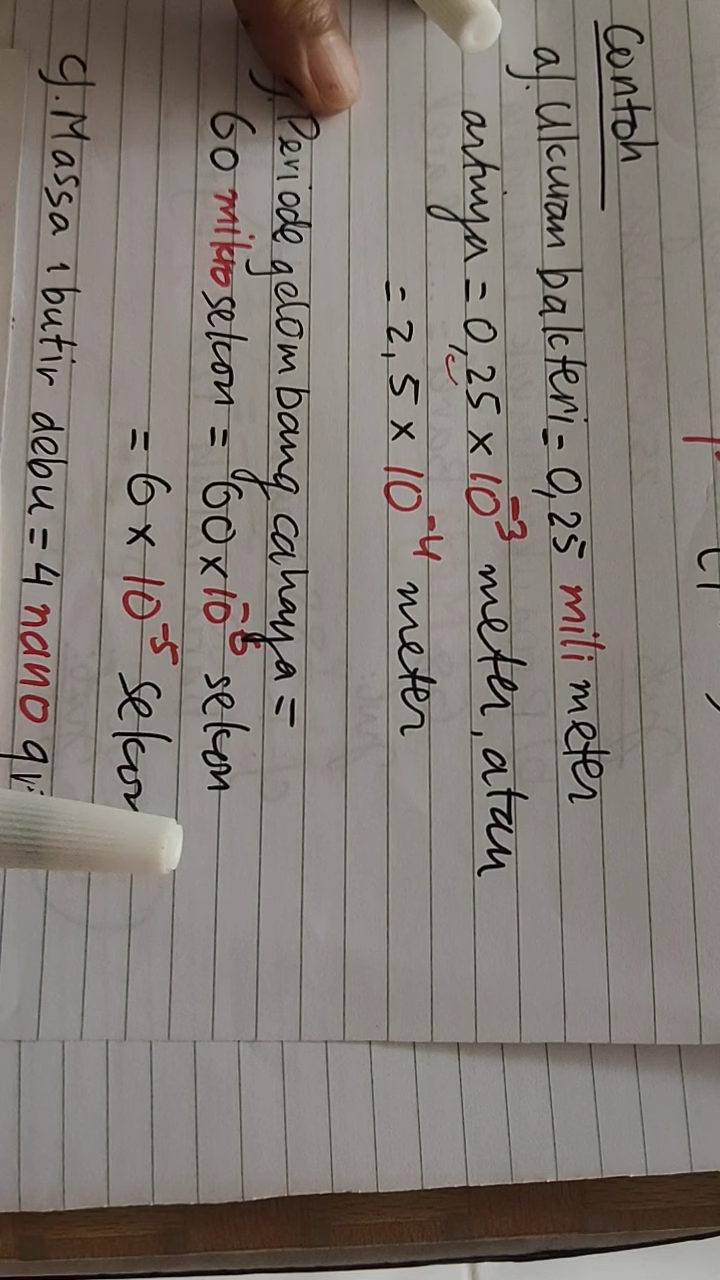 Contoh
a). Ukuran bakteri = 0,25 mili meter
artinya = 0,25 x 10⁻³ meter, atau
= 2,5 x 10⁻⁴ meter
). Periode gelombang cahaya =
60 mikro sekon = 60 x 10⁻⁶ sekon
= 6 x 10⁻⁵ sekon
c). Massa 1 butir debu = 4 nano